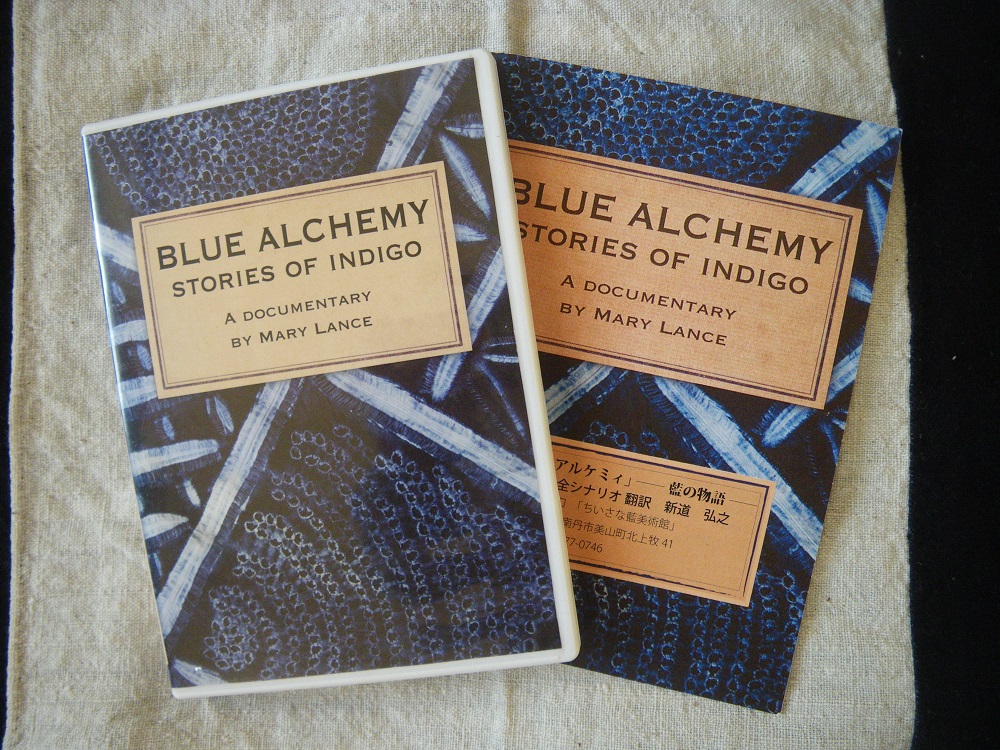 BLUE ALCHEMY
STORIES OF INDIGO
A DOCUMENTARY
BY MARY LANCE
BLUE ALCHEMY
STORIES OF INDIGO
A DOCUMENTARY
BY MARY LANCE
アルケミィ」— 藍の物語
全シナリオ 翻訳 新道 弘之
「ちいさな藍美術館」
南丹市美山町北上牧 41
77-0746